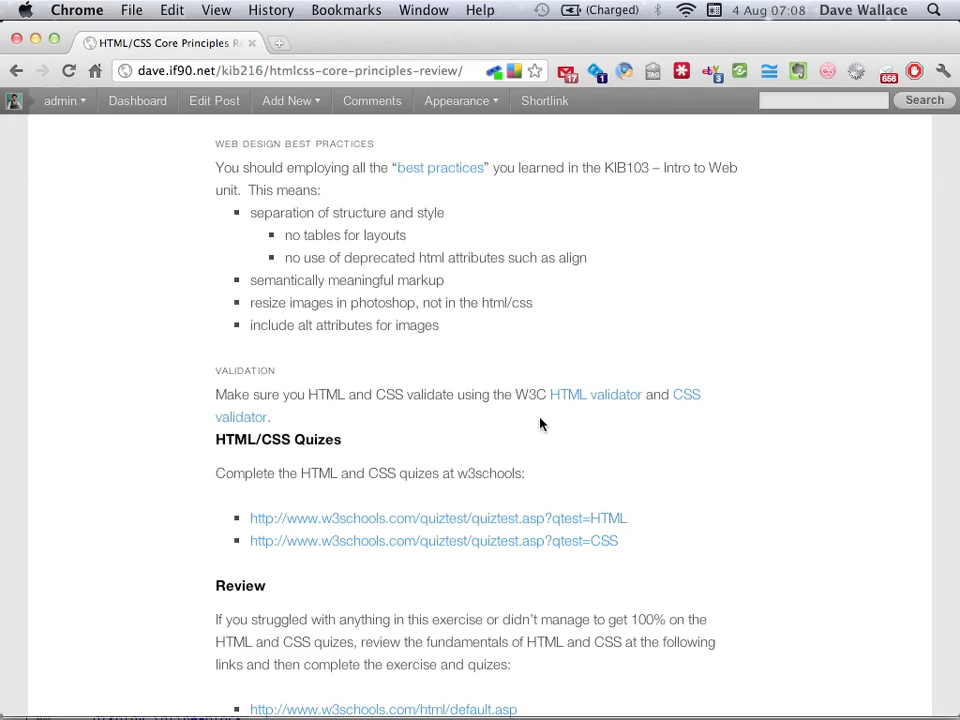 Chrome File Edit View History Bookmarks Window Help (Charged) 4 Aug 07:08 Dave Wallace
HTML/CSS Core Principles Re
dave.if90.net/kib216/htmlcss-core-principles-review/ 17 1 TAG 3 656
admin Dashboard Edit Post Add New Comments Appearance Shortlink Search
WEB DESIGN BEST PRACTICES
You should employing all the “best practices” you learned in the KIB103 – Intro to Web
unit. This means:
separation of structure and style
no tables for layouts
no use of deprecated html attributes such as align
semantically meaningful markup
resize images in photoshop, not in the html/css
include alt attributes for images
VALIDATION
Make sure you HTML and CSS validate using the W3C HTML validator and CSS
validator.
HTML/CSS Quizes
Complete the HTML and CSS quizes at w3schools:
http://www.w3schools.com/quiztest/quiztest.asp?qtest=HTML
http://www.w3schools.com/quiztest/quiztest.asp?qtest=CSS
Review
If you struggled with anything in this exercise or didn’t manage to get 100% on the
HTML and CSS quizes, review the fundamentals of HTML and CSS at the following
links and then complete the exercise and quizes:
http://www.w3schools.com/html/default.asp